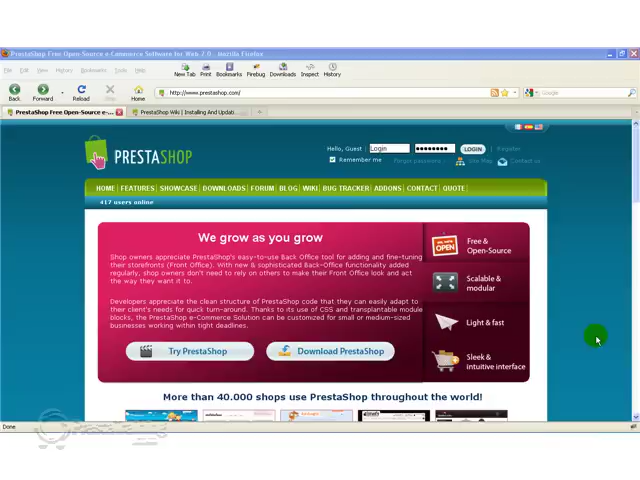 PrestaShop Free Open-Source e-Commerce Software for Web 2.0 - Mozilla Firefox
File Edit View History Bookmarks Tools Help
New Tab Print Bookmarks Firebug Downloads Inspect History
Back Forward Reload Stop Home
http://www.prestashop.com/
Google
PrestaShop Free Open-Source e-...
PrestaShop Wiki | Installing And Updati...
PRESTASHOP
Hello, Guest! Login LOGIN Register
Remember me Forgot password Site Map Contact us
HOME FEATURES SHOWCASE DOWNLOADS FORUM BLOG WIKI BUG TRACKER ADDONS CONTACT QUOTE
417 users online
We grow as you grow
Shop owners appreciate PrestaShop's easy-to-use Back Office tool for adding and fine-tuning
their storefronts (Front Office). With new & sophisticated Back-Office functionality added
regularly, shop owners don't need to rely on others to make their Front Office look and act
the way they want it to.
Developers appreciate the clean structure of PrestaShop code that they can easily adapt to
their client's needs for quick turn-around. Thanks to its use of CSS and transplantable module
blocks, the PrestaShop e-Commerce Solution can be customized for small or medium-sized
businesses working within tight deadlines.
Try PrestaShop
Download PrestaShop
we're OPEN
Free &
Open-Source
Scalable &
modular
Light & fast
Sleek &
intuitive interface
More than 40.000 shops use PrestaShop throughout the world!
Done